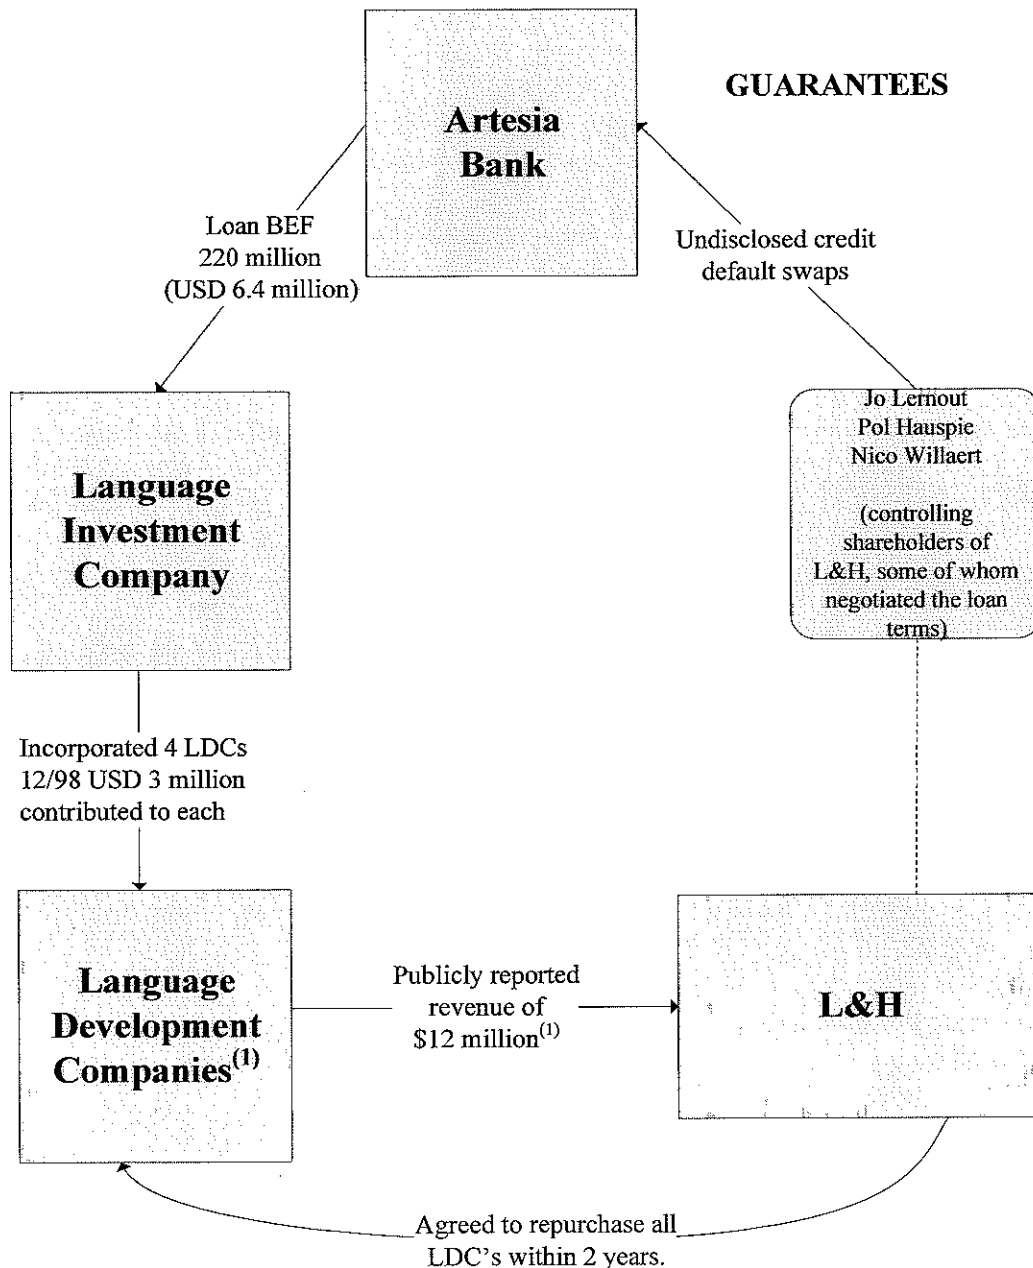 GUARANTEES
Artesia
Bank
Loan BEF
220 million
(USD 6.4 million)
Undisclosed credit
default swaps
Language
Investment
Company
Jo Lernout
Pol Hauspie
Nico Willaert
(controlling
shareholders of
L&H, some of whom
negotiated the loan
terms)
Incorporated 4 LDCs
12/98 USD 3 million
contributed to each
Language
Development
Companies(1)
Publicly reported
revenue of
$12 million(1)
L&H
Agreed to repurchase all
LDC's within 2 years.